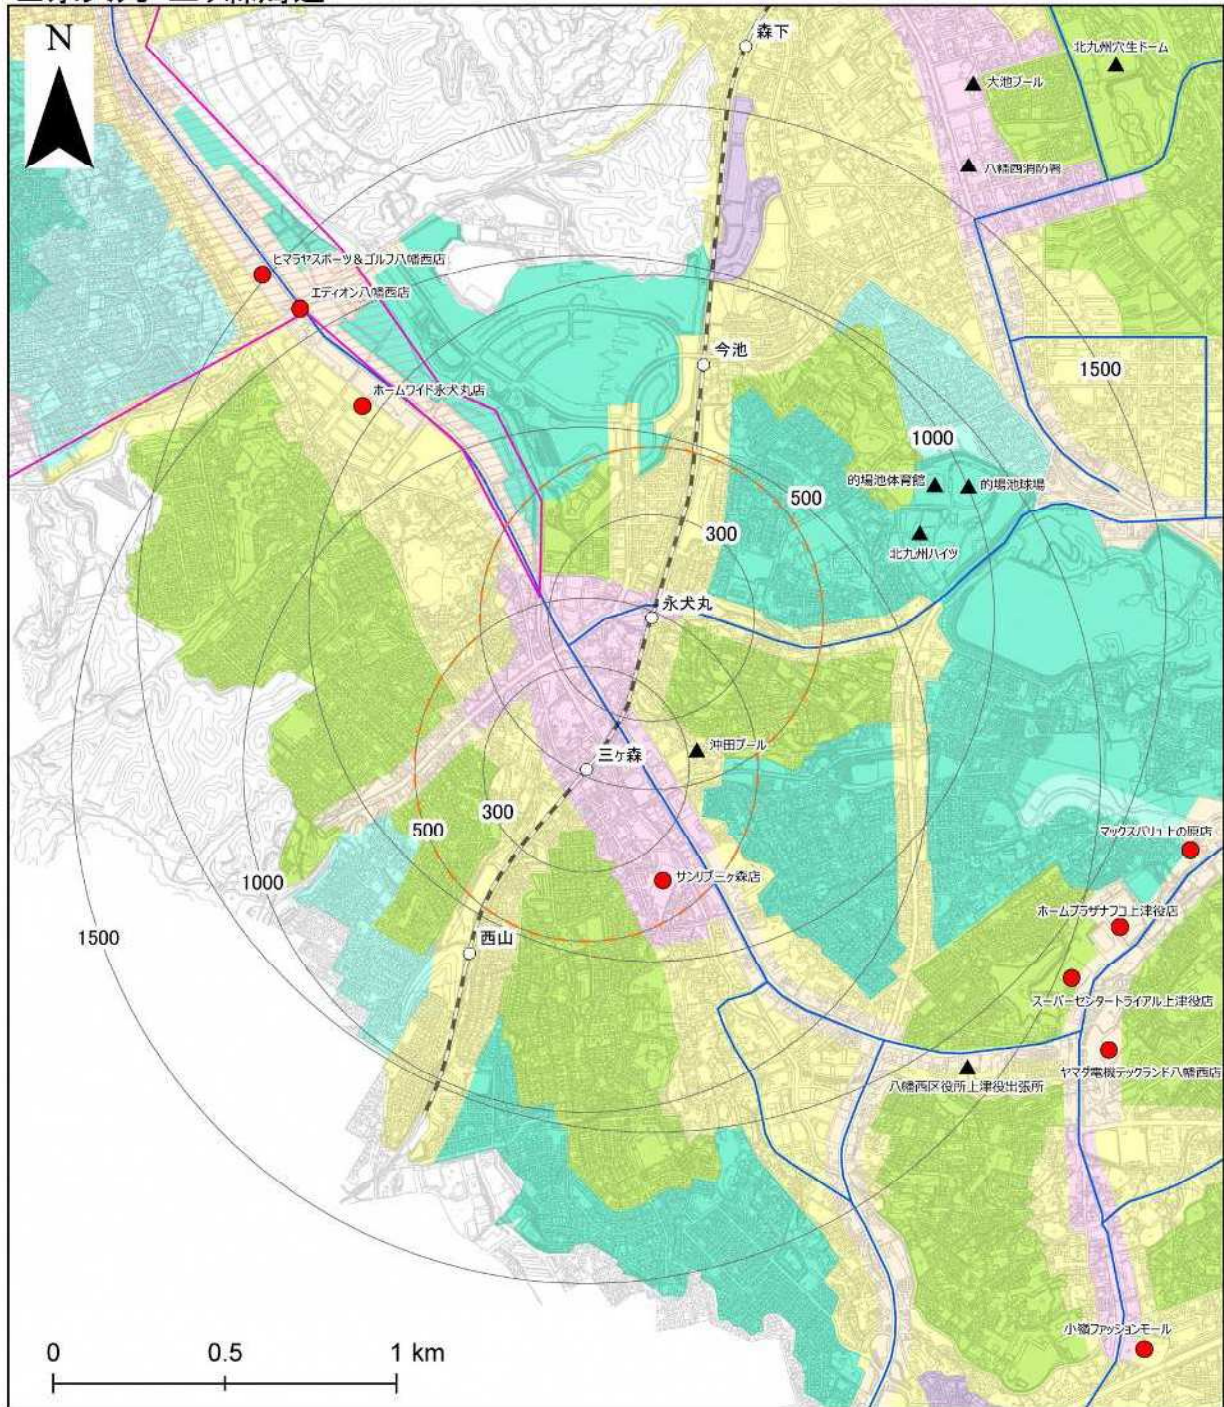 N
森下
北九州穴生ドーム
大池プール
八幡西消防署
ヒマラヤスポーツ&ゴルフ八幡西店
エディオン八幡西店
今池
1500
ホームワイド永犬丸店
1000
500
的場池体育館
的場池球場
300
北九州ハイツ
永犬丸
沖田プール
三ヶ森
300
500
マックスバリュ上の原店
1000
サンリブ三ヶ森店
ホームプラザナフコ上津役店
1500
西山
スーパーセンタートライアル上津役店
ヤマダ電機テックランド八幡西店
八幡西区役所上津役出張所
小嶺ファッションモール
0 0.5 1 km